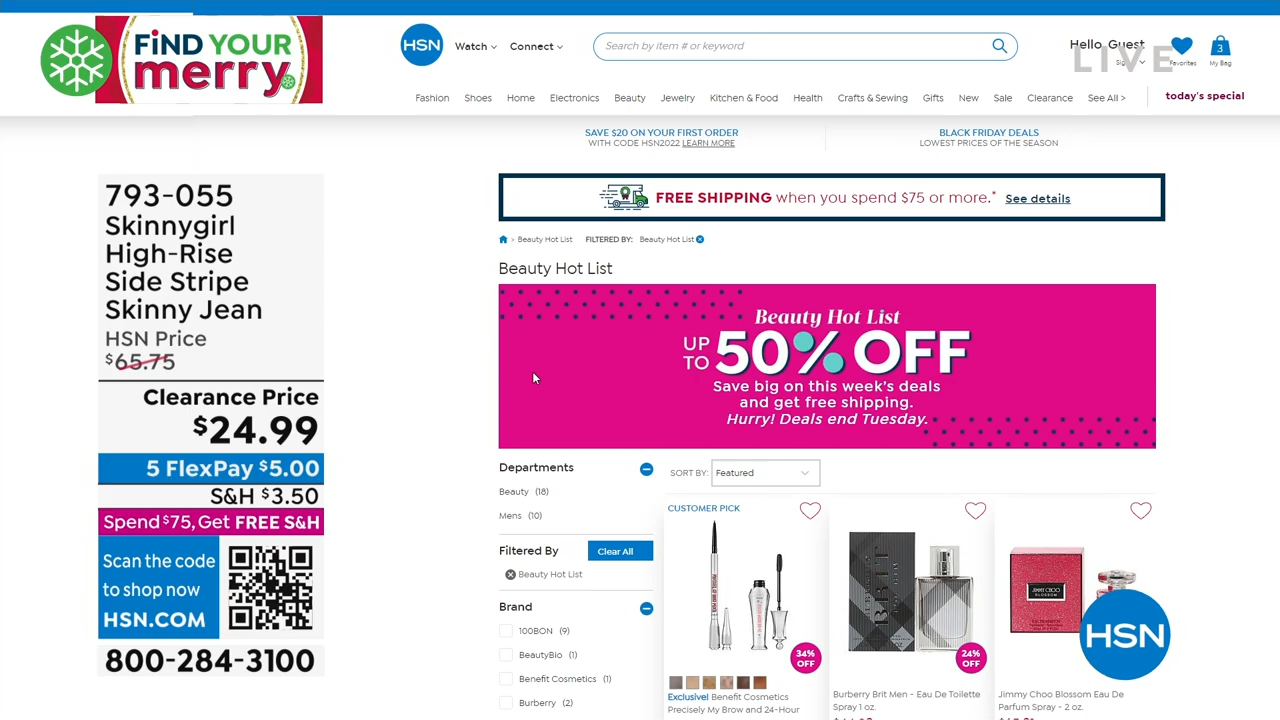 FiND YOUR
merry
HSN
Watch
Connect
Search by item # or keyword
Hello, Guest
LIVE
Favorites
3
My Bag
Fashion
Shoes
Home
Electronics
Beauty
Jewelry
Kitchen & Food
Health
Crafts & Sewing
Gifts
New
Sale
Clearance
See All >
today's special
SAVE $20 ON YOUR FIRST ORDER
WITH CODE HSN2022 LEARN MORE
BLACK FRIDAY DEALS
LOWEST PRICES OF THE SEASON
793-055
Skinnygirl
High-Rise
Side Stripe
Skinny Jean
HSN Price
$65.75
Clearance Price
$24.99
5 FlexPay $5.00
S&H $3.50
Spend $75, Get FREE S&H
Scan the code
to shop now
HSN.COM
800-284-3100
FREE SHIPPING when you spend $75 or more.* See details
> Beauty Hot List FILTERED BY: Beauty Hot List
Beauty Hot List
Beauty Hot List
UP TO 50% OFF
Save big on this week's deals
and get free shipping.
Hurry! Deals end Tuesday.
Departments
Beauty (18)
Mens (10)
Filtered By
Clear All
Beauty Hot List
Brand
100BON (9)
BeautyBio (1)
Benefit Cosmetics (1)
Burberry (2)
SORT BY: Featured
CUSTOMER PICK
34%
OFF
Exclusive! Benefit Cosmetics
Precisely My Brow and 24-Hour
BRIT
24%
OFF
Burberry Brit Men - Eau De Toilette
Spray 1 oz.
JIMMY CHOO
BLOSSOM
Jimmy Choo Blossom Eau De
Parfum Spray - 2 oz.
HSN